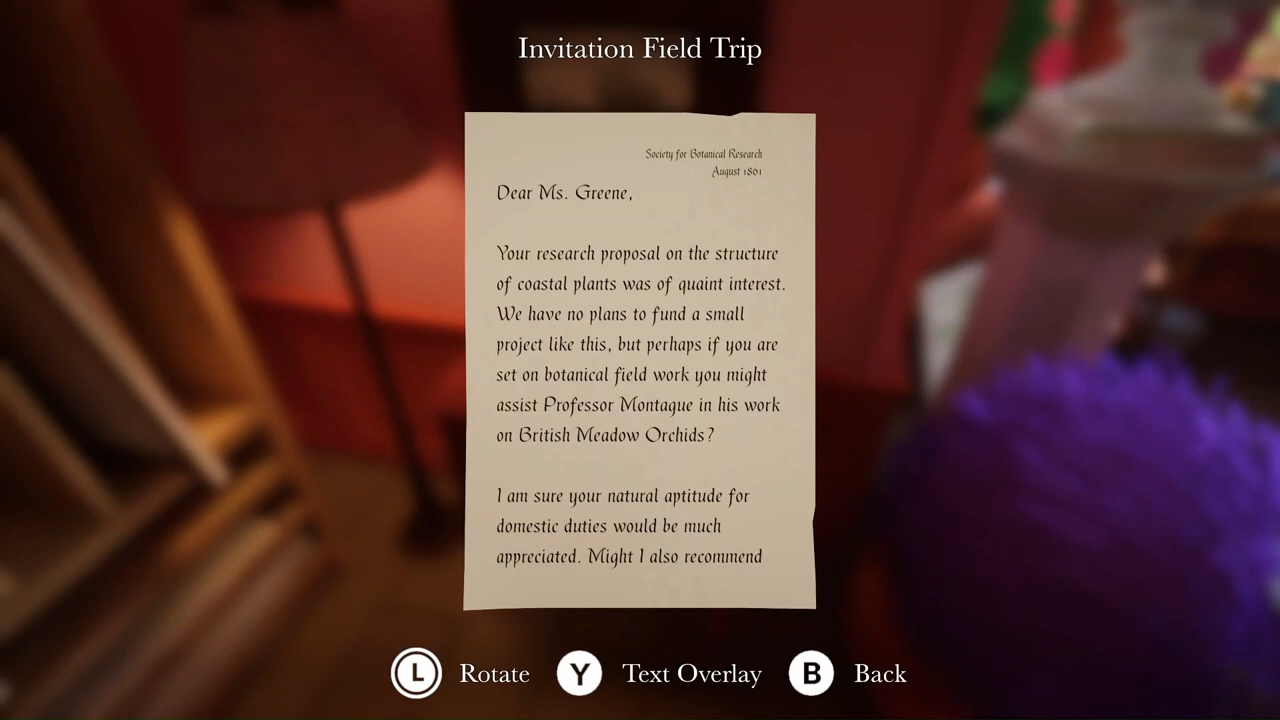 Invitation Field Trip
Society for Botanical Research
August 1801
Dear Ms. Greene,
Your research proposal on the structure
of coastal plants was of quaint interest.
We have no plans to fund a small
project like this, but perhaps if you are
set on botanical field work you might
assist Professor Montague in his work
on British Meadow Orchids?
I am sure your natural aptitude for
domestic duties would be much
appreciated. Might I also recommend
L Rotate Y Text Overlay B Back